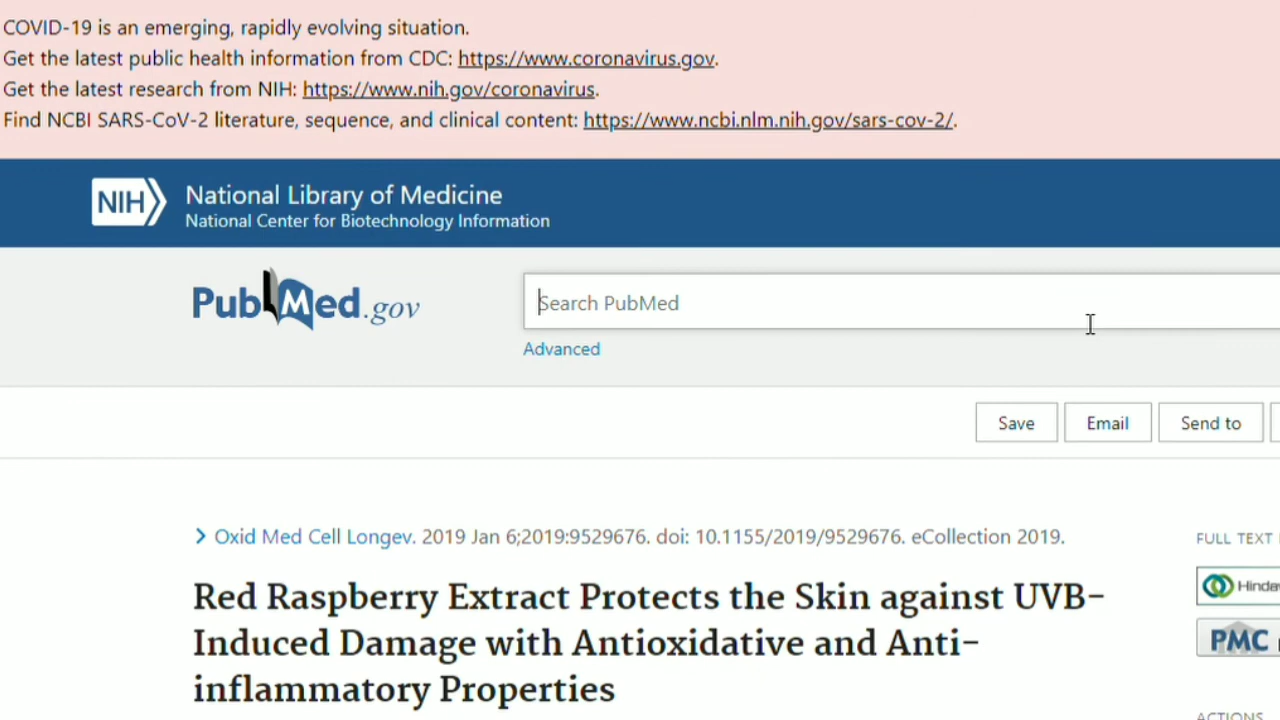 COVID-19 is an emerging, rapidly evolving situation.
Get the latest public health information from CDC: https://www.coronavirus.gov.
Get the latest research from NIH: https://www.nih.gov/coronavirus.
Find NCBI SARS-CoV-2 literature, sequence, and clinical content: https://www.ncbi.nlm.nih.gov/sars-cov-2/.
NIH National Library of Medicine
National Center for Biotechnology Information
PubMed.gov
Search PubMed
Advanced
Save Email Send to
Oxid Med Cell Longev. 2019 Jan 6;2019:9529676. doi: 10.1155/2019/9529676. eCollection 2019.
FULL TEXT
Red Raspberry Extract Protects the Skin against UVB-
Induced Damage with Antioxidative and Anti-
inflammatory Properties
PMC
ACTIONS